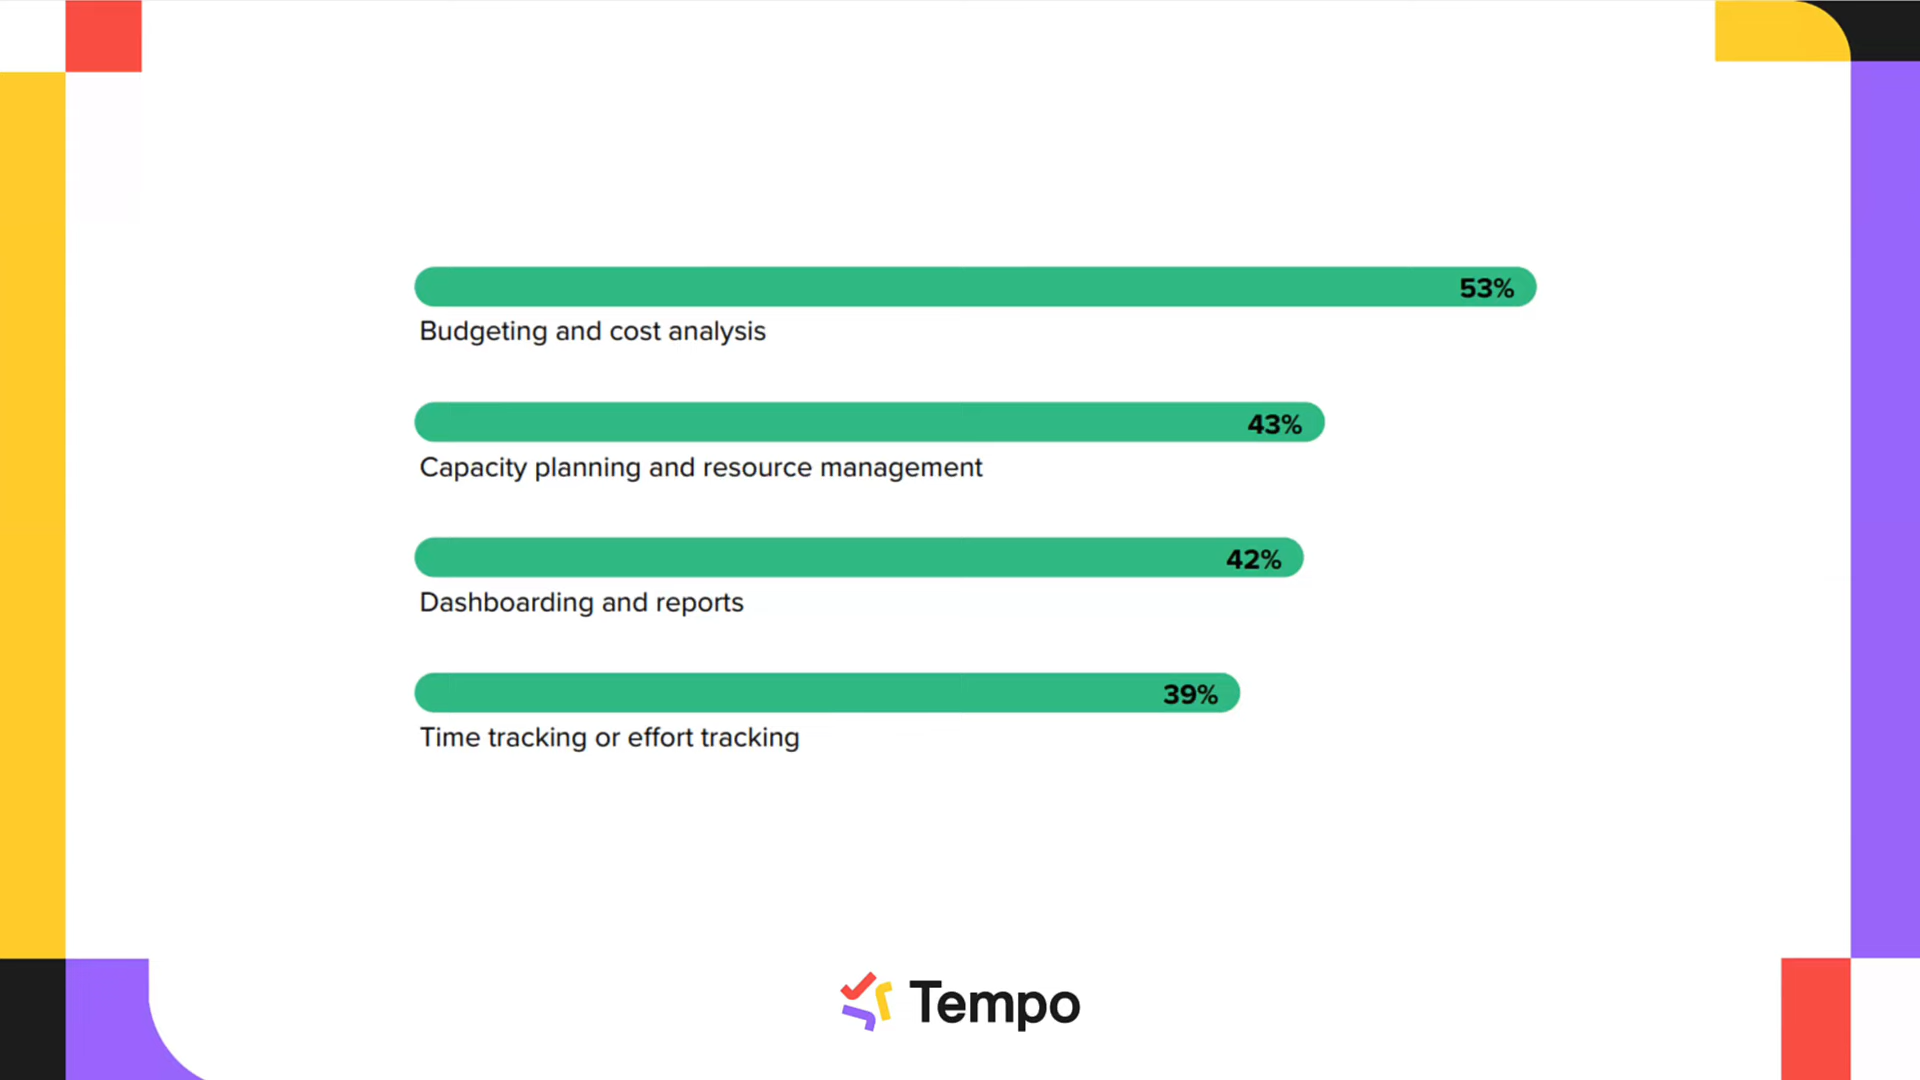 53%
Budgeting and cost analysis
43%
Capacity planning and resource management
42%
Dashboarding and reports
39%
Time tracking or effort tracking
Tempo